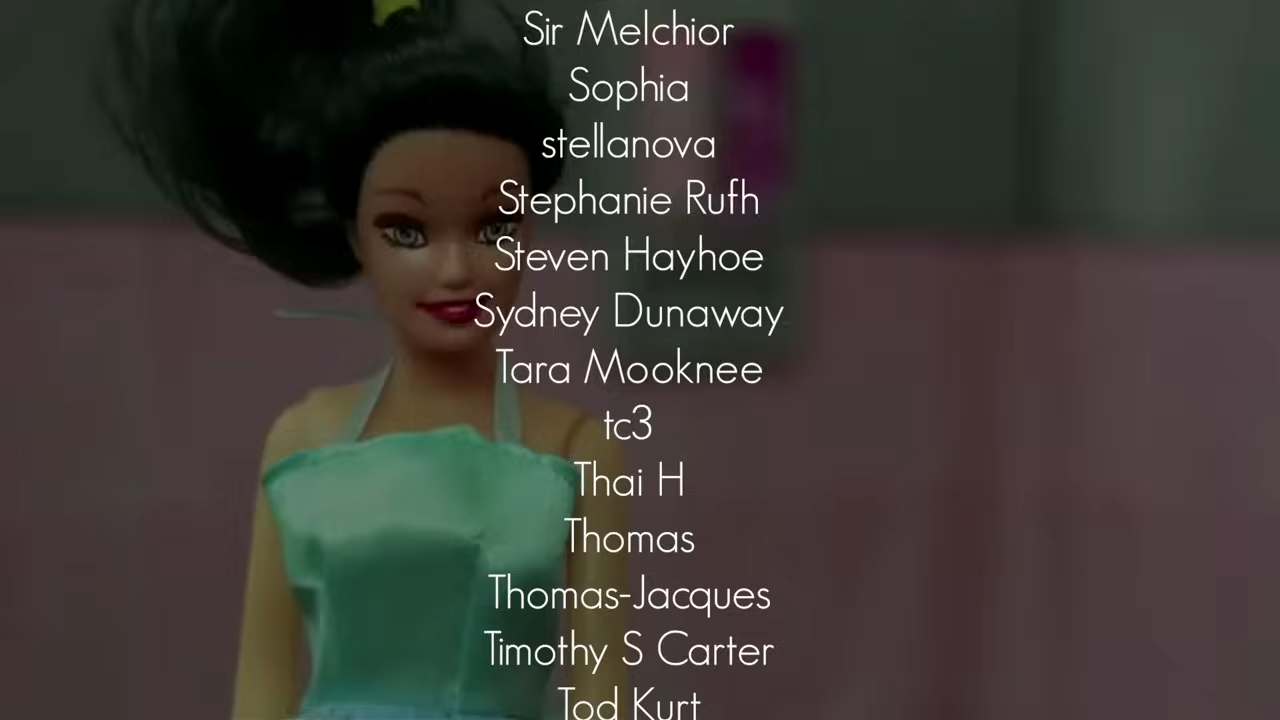 Sir Melchior
Sophia
stellanova
Stephanie Rufh
Steven Hayhoe
Sydney Dunaway
Tara Mooknee
tc3
Thai H
Thomas
Thomas-Jacques
Timothy S Carter
Tod Kurt